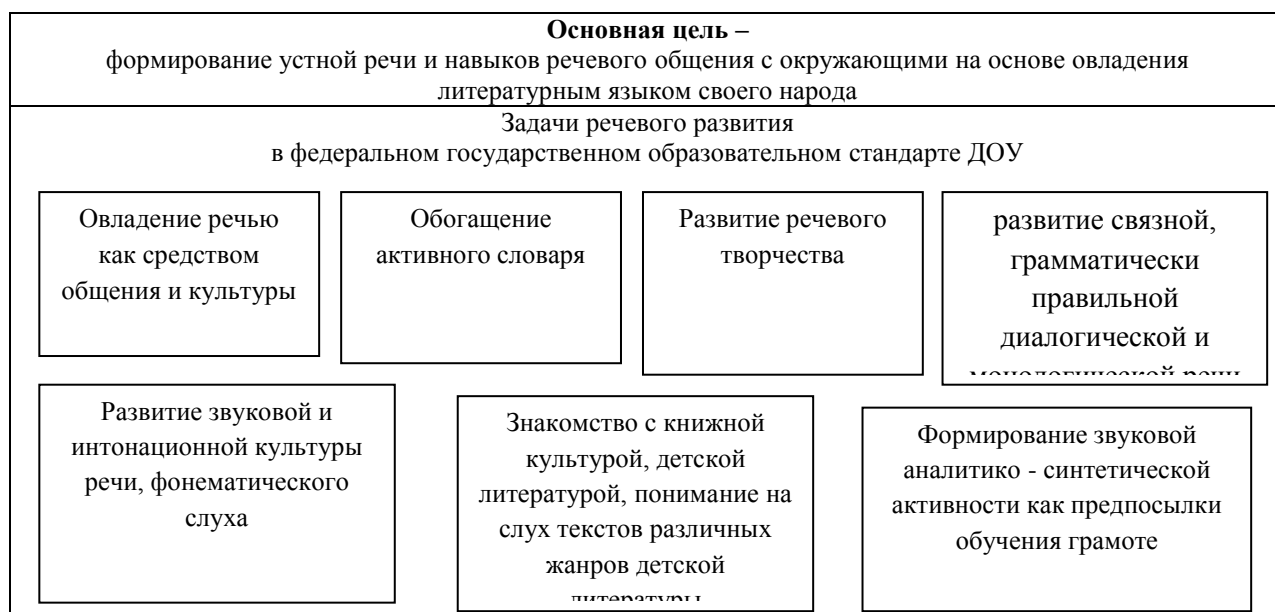 Основная цель –
формирование устной речи и навыков речевого общения с окружающими на основе овладения
литературным языком своего народа
Задачи речевого развития
в федеральном государственном образовательном стандарте ДОУ
Овладение речью
как средством
общения и культуры
Обогащение
активного словаря
Развитие речевого
творчества
развитие связной,
грамматически
правильной
диалогической и
монологической речи
Развитие звуковой и
интонационной культуры
речи, фонематического
слуха
Знакомство с книжной
культурой, детской
литературой, понимание на
слух текстов различных
жанров детской
литературы
Формирование звуковой
аналитико - синтетической
активности как предпосылки
обучения грамоте